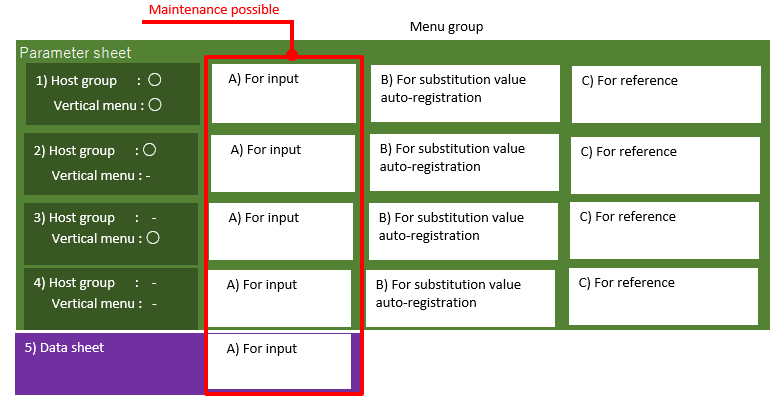 Maintenance possible
Menu group
Parameter sheet
1) Host group : ○
Vertical menu : ○
A) For input
B) For substitution value
auto-registration
C) For reference
2) Host group : ○
Vertical menu : -
A) For input
B) For substitution value
auto-registration
C) For reference
3) Host group : -
Vertical menu : ○
A) For input
B) For substitution value
auto-registration
C) For reference
4) Host group : -
Vertical menu : -
A) For input
B) For substitution value
auto-registration
C) For reference
5) Data sheet
A) For input